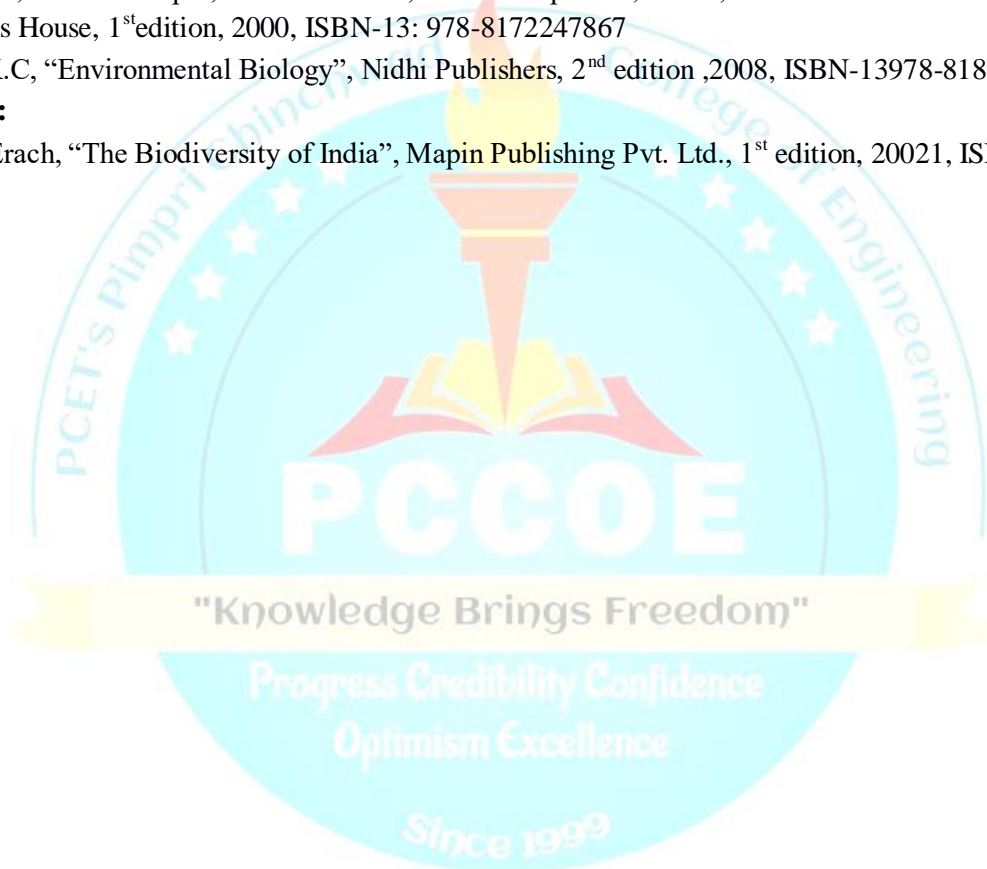 s House, 1st edition, 2000, ISBN-13: 978-8172247867
.C, “Environmental Biology”, Nidhi Publishers, 2nd edition ,2008, ISBN-13978-818
:
Erach, “The Biodiversity of India”, Mapin Publishing Pvt. Ltd., 1st edition, 20021, IS
PCET's Pimpri Chinchwad College of Engineering
PCCOE
"Knowledge Brings Freedom"
Progress Credibility Confidence
Optimism Excellence
Since 1999